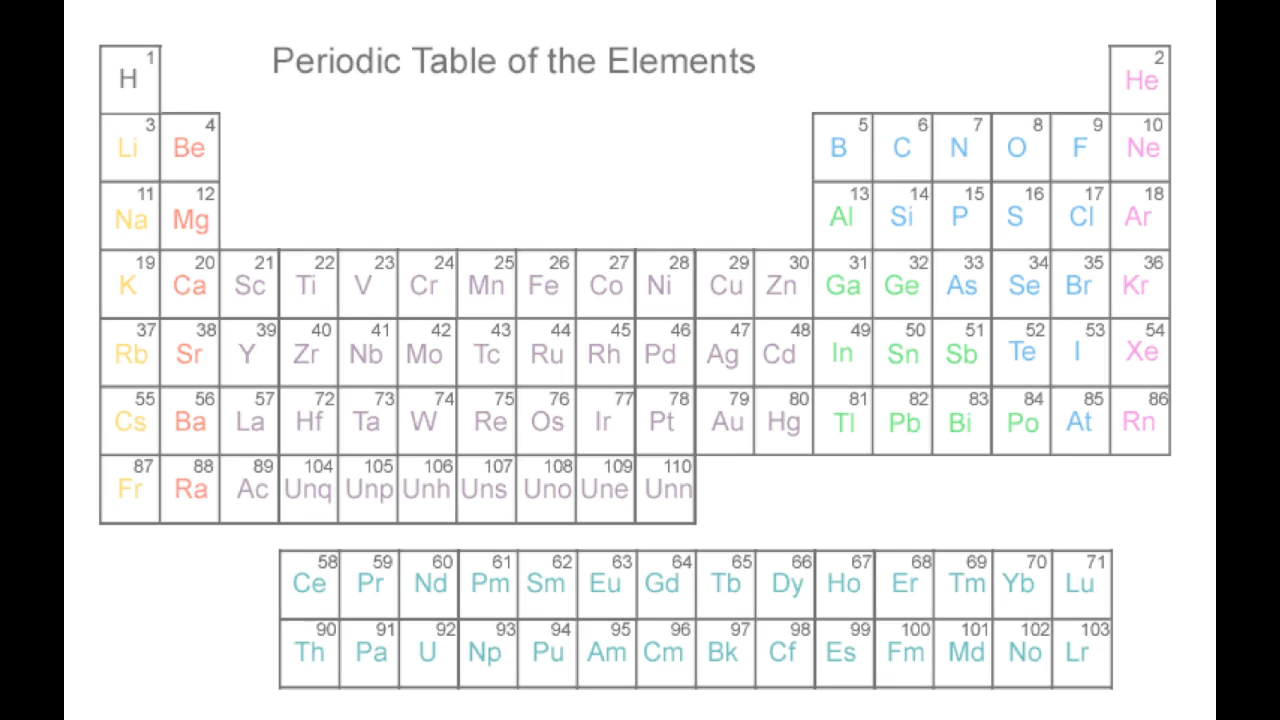 Periodic Table of the Elements
1 2
H He
3 4 5 6 7 8 9 10
Li Be B C N O F Ne
11 12 13 14 15 16 17 18
Na Mg Al Si P S Cl Ar
19 20 21 22 23 24 25 26 27 28 29 30 31 32 33 34 35 36
K Ca Sc Ti V Cr Mn Fe Co Ni Cu Zn Ga Ge As Se Br Kr
37 38 39 40 41 42 43 44 45 46 47 48 49 50 51 52 53 54
Rb Sr Y Zr Nb Mo Tc Ru Rh Pd Ag Cd In Sn Sb Te I Xe
55 56 57 72 73 74 75 76 77 78 79 80 81 82 83 84 85 86
Cs Ba La Hf Ta W Re Os Ir Pt Au Hg Tl Pb Bi Po At Rn
87 88 89 104 105 106 107 108 109 110
Fr Ra Ac Unq Unp Unh Uns Uno Une Unn
58 59 60 61 62 63 64 65 66 67 68 69 70 71
Ce Pr Nd Pm Sm Eu Gd Tb Dy Ho Er Tm Yb Lu
90 91 92 93 94 95 96 97 98 99 100 101 102 103
Th Pa U Np Pu Am Cm Bk Cf Es Fm Md No Lr